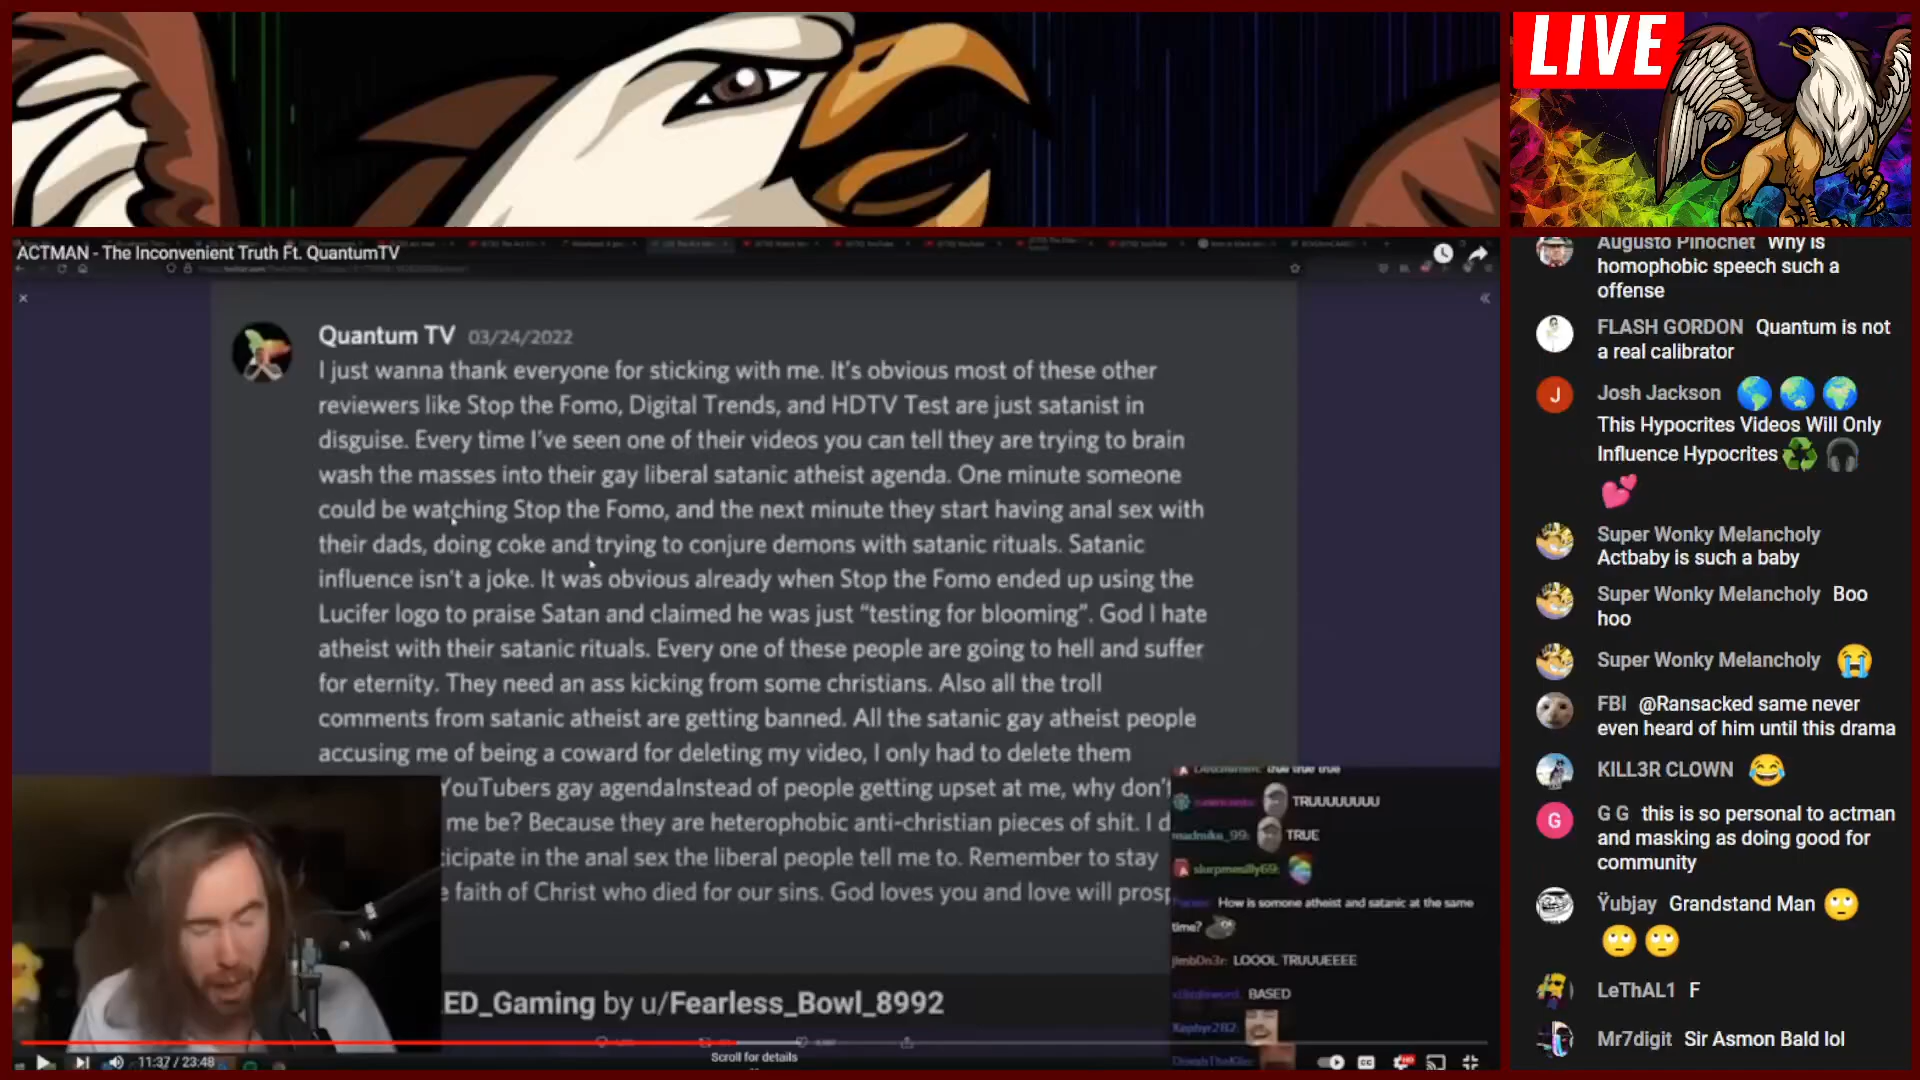 LIVE
ACTMAN - The Inconvenient Truth Ft. QuantumTV
Quantum TV 03/24/2022
I just wanna thank everyone for sticking with me. It's obvious most of these other
reviewers like Stop the Fomo, Digital Trends, and HDTV Test are just satanist in
disguise. Every time I've seen one of their videos you can tell they are trying to brain
wash the masses into their gay liberal satanic atheist agenda. One minute someone
could be watching Stop the Fomo, and the next minute they start having anal sex with
their dads, doing coke and trying to conjure demons with satanic rituals. Satanic
influence isn't a joke. It was obvious already when Stop the Fomo ended up using the
Lucifer logo to praise Satan and claimed he was just "testing for blooming". God I hate
atheist with their satanic rituals. Every one of these people are going to hell and suffer
for eternity. They need an ass kicking from some christians. Also all the troll
comments from satanic atheist are getting banned. All the satanic gay atheist people
accusing me of being a coward for deleting my video, I only had to delete them
YouTubers gay agendaInstead of people getting upset at me, why don't
me be? Because they are heterophobic anti-christian pieces of shit. I d
icipate in the anal sex the liberal people tell me to. Remember to stay
e faith of Christ who died for our sins. God loves you and love will prosp
ED_Gaming by u/Fearless_Bowl_8992
Scroll for details
11:37 / 23:48
true true true
TRUUUUUUUU
madmike_99: TRUE
slurpmesilly69:
How is somone atheist and satanic at the same
time?
jimb0n3r: LOOOL TRUUUEEEE
BASED
Xephyr282:
Augusto Pinochet Why is
homophobic speech such a
offense
FLASH GORDON Quantum is not
a real calibrator
J
Josh Jackson 🌎 🌏 🌍
This Hypocrites Videos Will Only
Influence Hypocrites ♻️ 🎧
💕
Super Wonky Melancholy
Actbaby is such a baby
Super Wonky Melancholy Boo
hoo
Super Wonky Melancholy 😭
FBI @Ransacked same never
even heard of him until this drama
KILL3R CLOWN 😂
G
G G this is so personal to actman
and masking as doing good for
community
Ÿubjay Grandstand Man 🙄
🙄 🙄
LeThAL1 F
Mr7digit Sir Asmon Bald lol